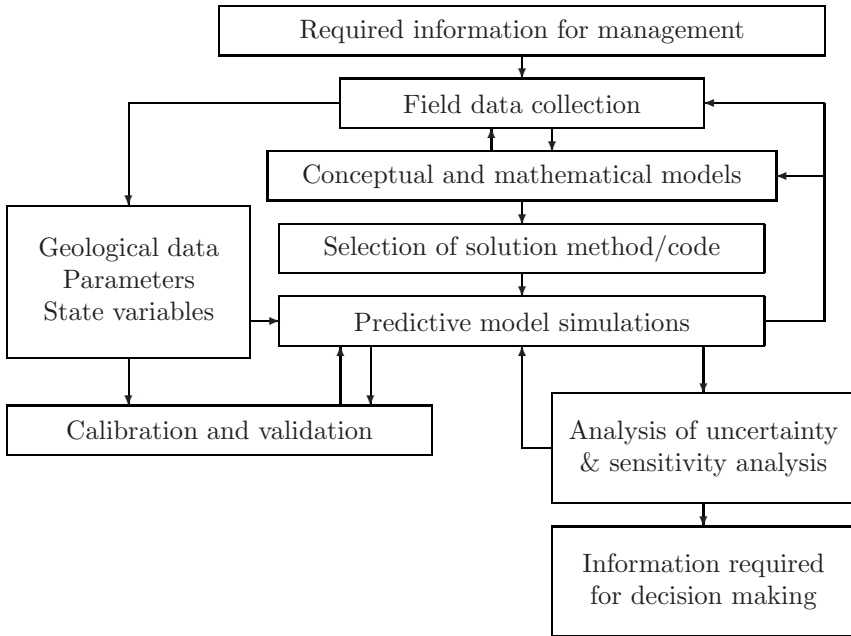 Required information for management
Field data collection
Conceptual and mathematical models
Geological data
Parameters
State variables
Selection of solution method/code
Predictive model simulations
Calibration and validation
Analysis of uncertainty
& sensitivity analysis
Information required
for decision making